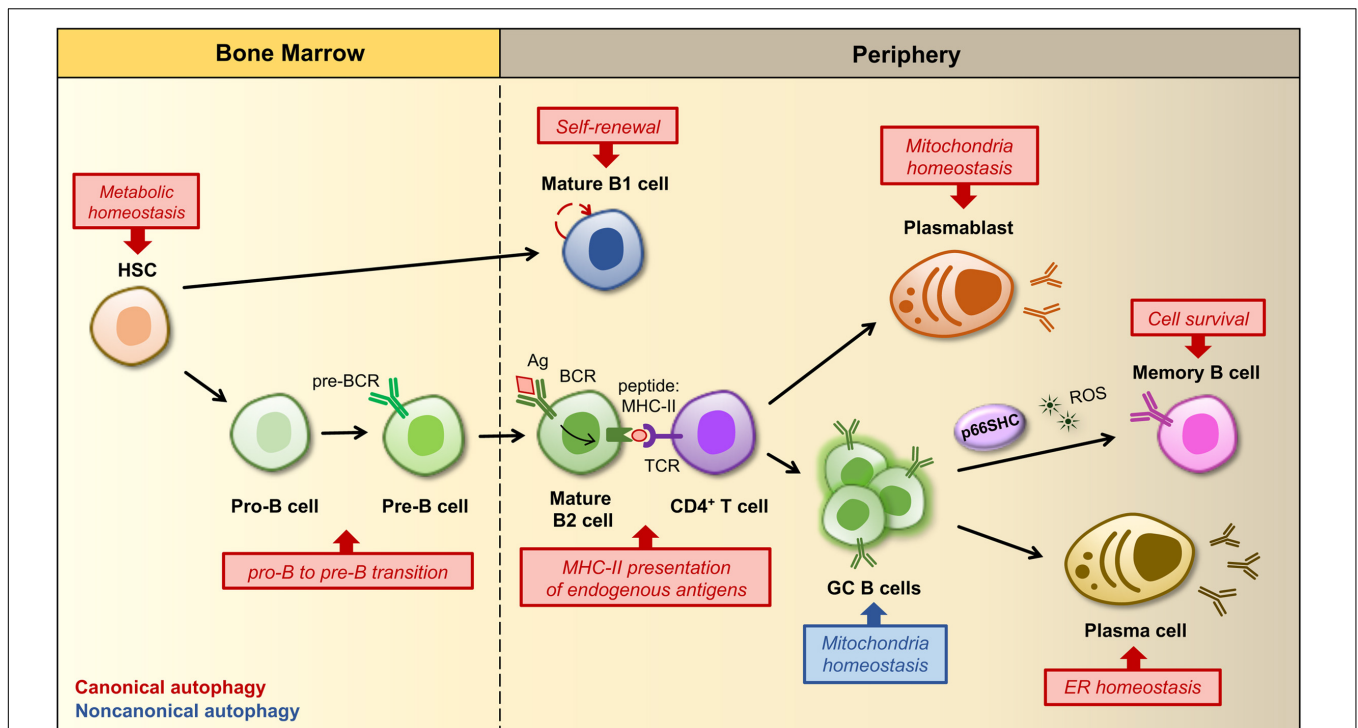 Bone Marrow
Periphery
Self-renewal
Mature B1 cell
Mitochondria
homeostasis
Plasmablast
Metabolic
homeostasis
HSC
Cell survival
Memory B cell
pre-BCR
Ag
BCR
peptide:
MHC-II
TCR
p66SHC
ROS
Pro-B cell
Pre-B cell
Mature
B2 cell
CD4⁺ T cell
pro-B to pre-B transition
MHC-II presentation
of endogenous antigens
GC B cells
Mitochondria
homeostasis
Plasma cell
ER homeostasis
Canonical autophagy
Noncanonical autophagy